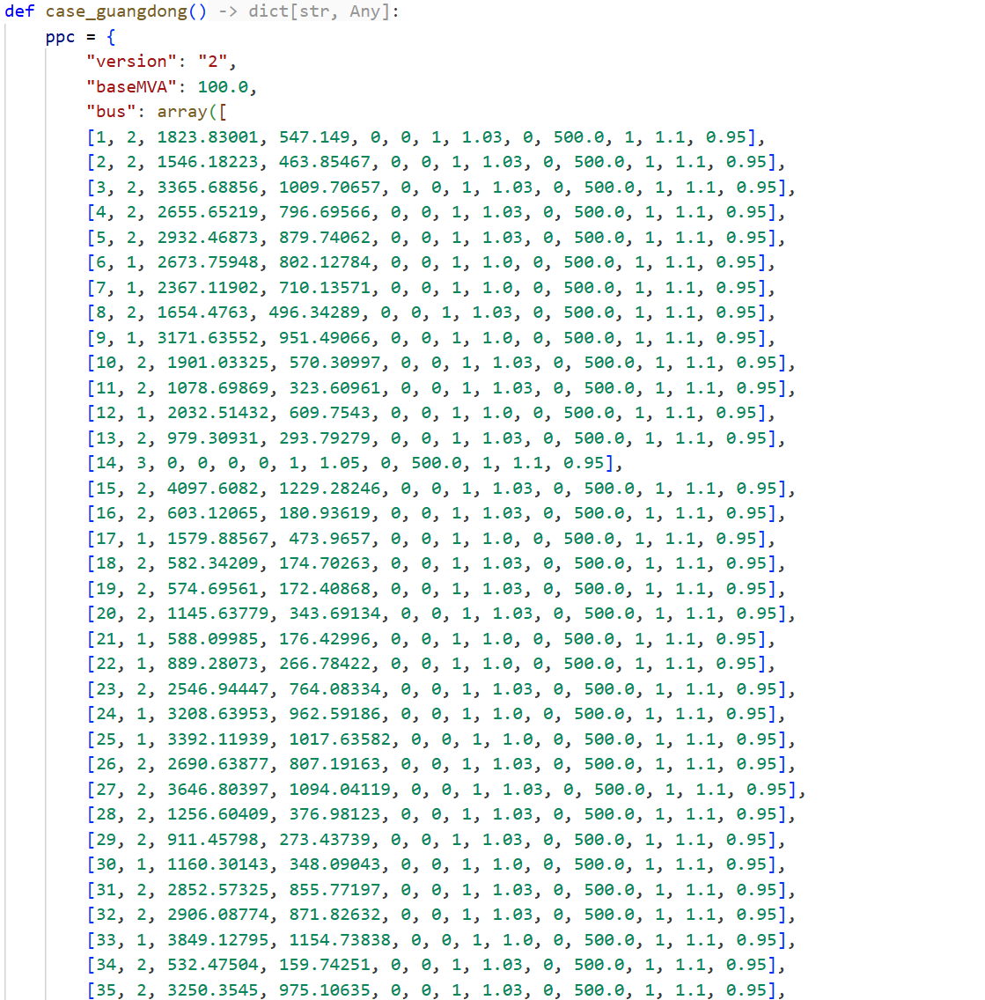 def case_guangdong() -> dict[str, Any]:
ppc = {
"version": "2",
"baseMVA": 100.0,
"bus": array([
[1, 2, 1823.83001, 547.149, 0, 0, 1, 1.03, 0, 500.0, 1, 1.1, 0.95],
[2, 2, 1546.18223, 463.85467, 0, 0, 1, 1.03, 0, 500.0, 1, 1.1, 0.95],
[3, 2, 3365.68856, 1009.70657, 0, 0, 1, 1.03, 0, 500.0, 1, 1.1, 0.95],
[4, 2, 2655.65219, 796.69566, 0, 0, 1, 1.03, 0, 500.0, 1, 1.1, 0.95],
[5, 2, 2932.46873, 879.74062, 0, 0, 1, 1.03, 0, 500.0, 1, 1.1, 0.95],
[6, 1, 2673.75948, 802.12784, 0, 0, 1, 1.0, 0, 500.0, 1, 1.1, 0.95],
[7, 1, 2367.11902, 710.13571, 0, 0, 1, 1.0, 0, 500.0, 1, 1.1, 0.95],
[8, 2, 1654.4763, 496.34289, 0, 0, 1, 1.03, 0, 500.0, 1, 1.1, 0.95],
[9, 1, 3171.63552, 951.49066, 0, 0, 1, 1.0, 0, 500.0, 1, 1.1, 0.95],
[10, 2, 1901.03325, 570.30997, 0, 0, 1, 1.03, 0, 500.0, 1, 1.1, 0.95],
[11, 2, 1078.69869, 323.60961, 0, 0, 1, 1.03, 0, 500.0, 1, 1.1, 0.95],
[12, 1, 2032.51432, 609.7543, 0, 0, 1, 1.0, 0, 500.0, 1, 1.1, 0.95],
[13, 2, 979.30931, 293.79279, 0, 0, 1, 1.03, 0, 500.0, 1, 1.1, 0.95],
[14, 3, 0, 0, 0, 0, 1, 1.05, 0, 500.0, 1, 1.1, 0.95],
[15, 2, 4097.6082, 1229.28246, 0, 0, 1, 1.03, 0, 500.0, 1, 1.1, 0.95],
[16, 2, 603.12065, 180.93619, 0, 0, 1, 1.03, 0, 500.0, 1, 1.1, 0.95],
[17, 1, 1579.88567, 473.9657, 0, 0, 1, 1.0, 0, 500.0, 1, 1.1, 0.95],
[18, 2, 582.34209, 174.70263, 0, 0, 1, 1.03, 0, 500.0, 1, 1.1, 0.95],
[19, 2, 574.69561, 172.40868, 0, 0, 1, 1.03, 0, 500.0, 1, 1.1, 0.95],
[20, 2, 1145.63779, 343.69134, 0, 0, 1, 1.03, 0, 500.0, 1, 1.1, 0.95],
[21, 1, 588.09985, 176.42996, 0, 0, 1, 1.0, 0, 500.0, 1, 1.1, 0.95],
[22, 1, 889.28073, 266.78422, 0, 0, 1, 1.0, 0, 500.0, 1, 1.1, 0.95],
[23, 2, 2546.94447, 764.08334, 0, 0, 1, 1.03, 0, 500.0, 1, 1.1, 0.95],
[24, 1, 3208.63953, 962.59186, 0, 0, 1, 1.0, 0, 500.0, 1, 1.1, 0.95],
[25, 1, 3392.11939, 1017.63582, 0, 0, 1, 1.0, 0, 500.0, 1, 1.1, 0.95],
[26, 2, 2690.63877, 807.19163, 0, 0, 1, 1.03, 0, 500.0, 1, 1.1, 0.95],
[27, 2, 3646.80397, 1094.04119, 0, 0, 1, 1.03, 0, 500.0, 1, 1.1, 0.95],
[28, 2, 1256.60409, 376.98123, 0, 0, 1, 1.03, 0, 500.0, 1, 1.1, 0.95],
[29, 2, 911.45798, 273.43739, 0, 0, 1, 1.03, 0, 500.0, 1, 1.1, 0.95],
[30, 1, 1160.30143, 348.09043, 0, 0, 1, 1.0, 0, 500.0, 1, 1.1, 0.95],
[31, 2, 2852.57325, 855.77197, 0, 0, 1, 1.03, 0, 500.0, 1, 1.1, 0.95],
[32, 2, 2906.08774, 871.82632, 0, 0, 1, 1.03, 0, 500.0, 1, 1.1, 0.95],
[33, 1, 3849.12795, 1154.73838, 0, 0, 1, 1.0, 0, 500.0, 1, 1.1, 0.95],
[34, 2, 532.47504, 159.74251, 0, 0, 1, 1.03, 0, 500.0, 1, 1.1, 0.95],
[35, 2, 3250.3545, 975.10635, 0, 0, 1, 1.03, 0, 500.0, 1, 1.1, 0.95],